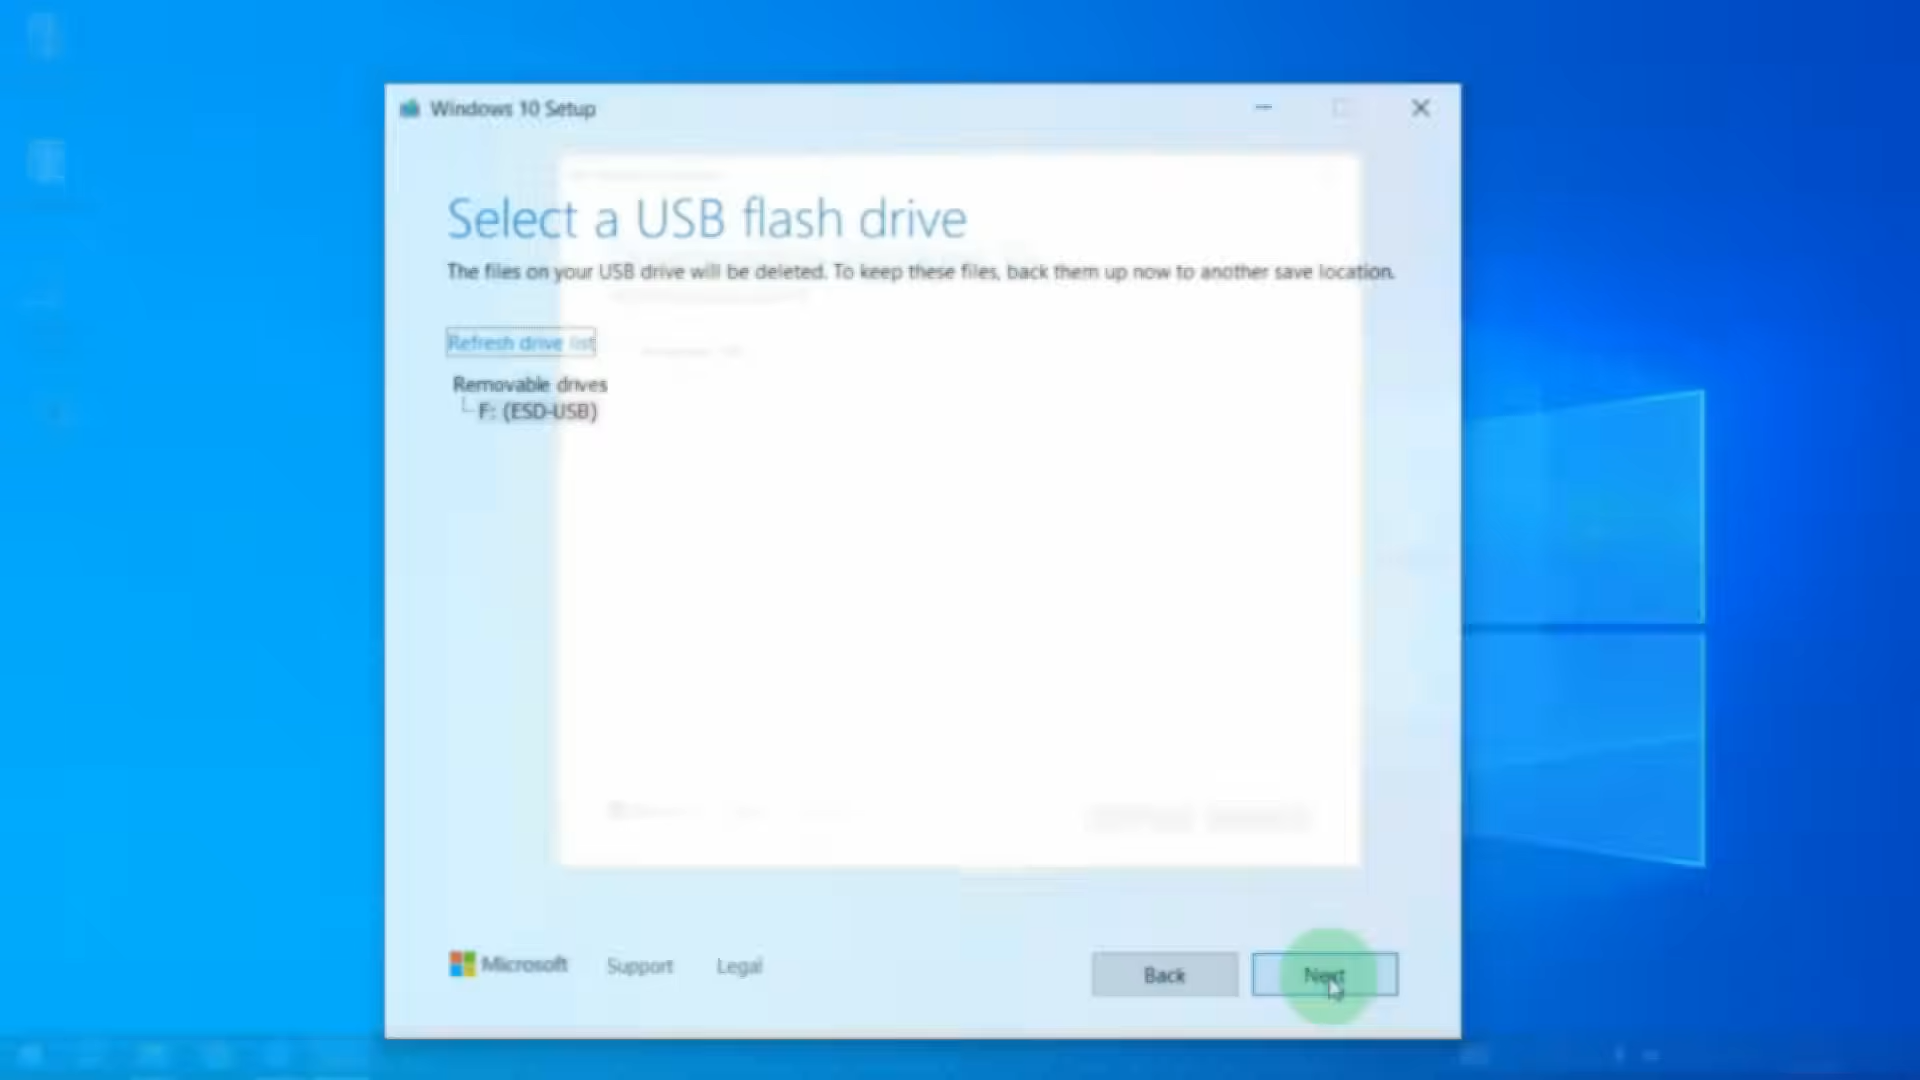 Windows 10 Setup
Select a USB flash drive
The files on your USB drive will be deleted. To keep these files, back them up now to another save location.
Refresh drive list
Removable drives
F: (ESD-USB)
Microsoft
Support
Legal
Back
Next